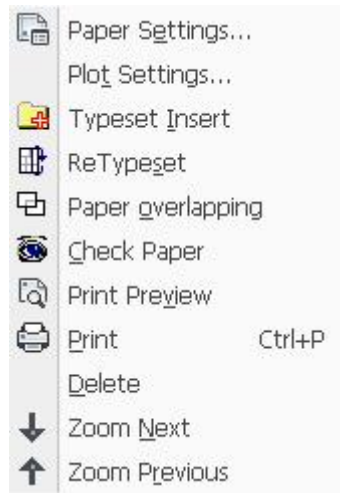 Paper Settings...
Plot Settings...
Typeset Insert
ReTypeset
Paper overlapping
Check Paper
Print Preview
Print Ctrl+P
Delete
Zoom Next
Zoom Previous